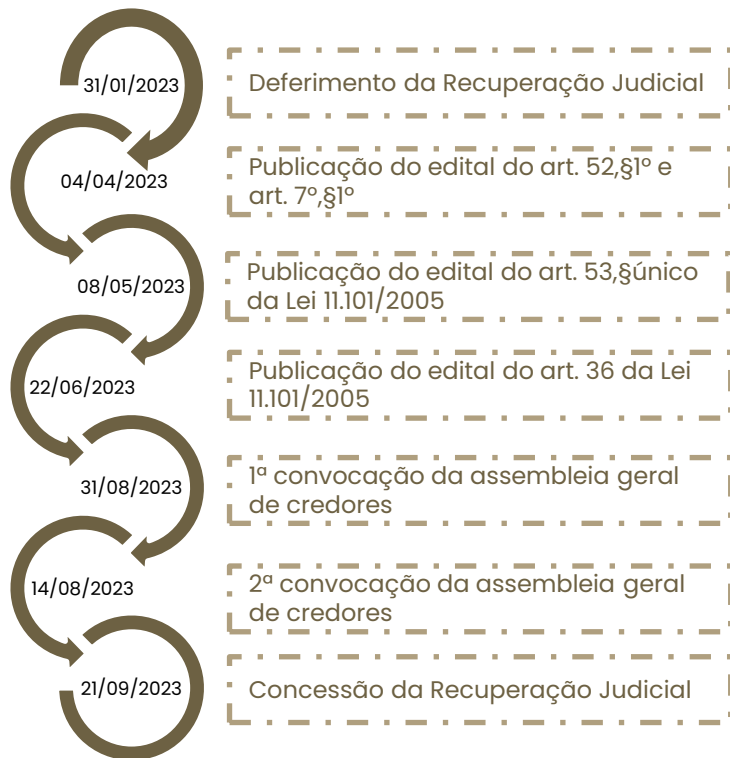 31/01/2023
Deferimento da Recuperação Judicial
04/04/2023
Publicação do edital do art. 52,§1º e
art. 7º,§1º
08/05/2023
Publicação do edital do art. 53,§único
da Lei 11.101/2005
22/06/2023
Publicação do edital do art. 36 da Lei
11.101/2005
31/08/2023
1ª convocação da assembleia geral
de credores
14/08/2023
2ª convocação da assembleia geral
de credores
21/09/2023
Concessão da Recuperação Judicial